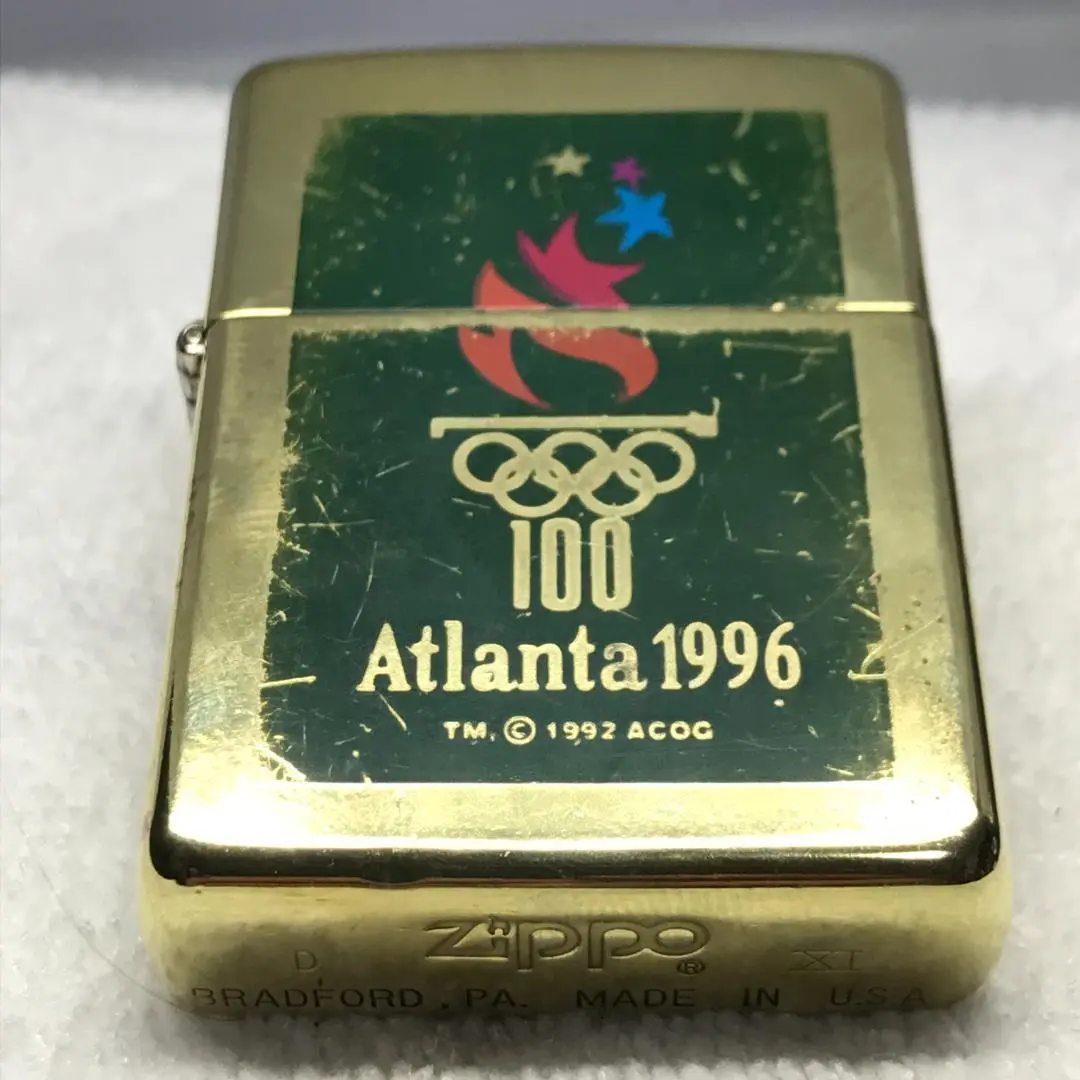 100
Atlanta 1996
TM, © 1992 ACOG
Zippo ®
D XI
BRADFORD, PA. MADE IN U.S.A